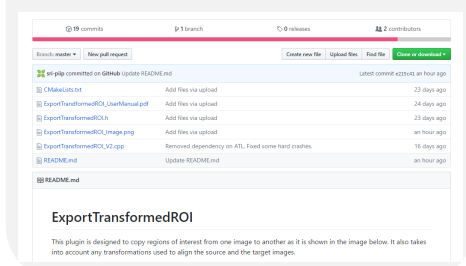 19 commits 1 branch 0 releases 2 contributors
Branch: master New pull request Create new file Upload files Find file Clone or download
sri-piip committed on GitHub Update README.md Latest commit an hour ago
CMakeLists.txt Add files via upload 23 days ago
ExportTrandformedROI_UserManual.pdf Add files via upload 24 days ago
ExportTransformedROI.h Add files via upload 23 days ago
ExportTransformedROI_Image.png Add files via upload an hour ago
ExportTransformedROI_V2.cpp Removed dependency on ATL. Fixed some hard crashes. 16 days ago
README.md Update README.md an hour ago
README.md
ExportTransformedROI
This plugin is designed to copy regions of interest from one image to another as it is shown in the image below. It also takes
into account any transformations used to align the source and the target images.